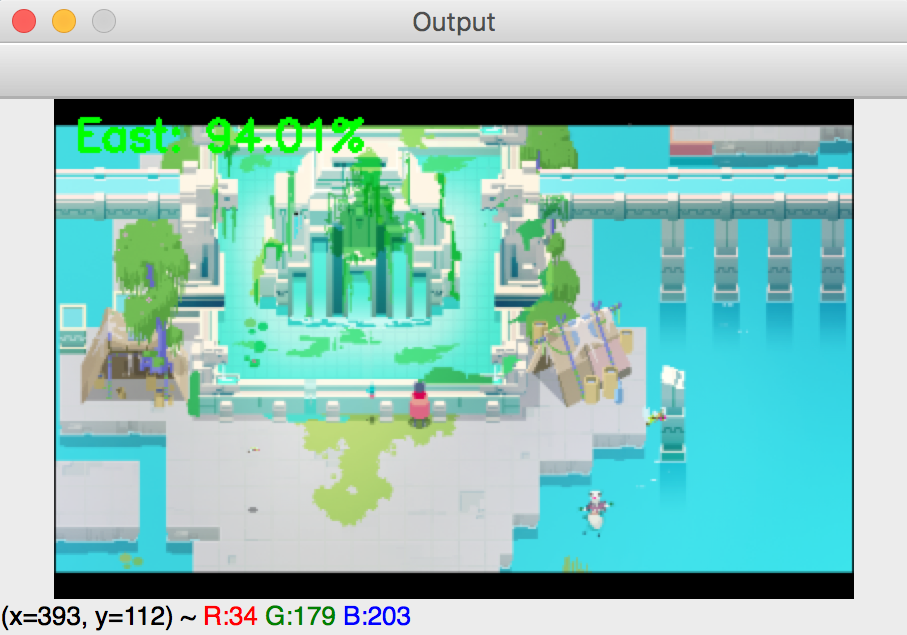 Output
East: 94.01%
(x=393, y=112) ~ R:34 G:179 B:203